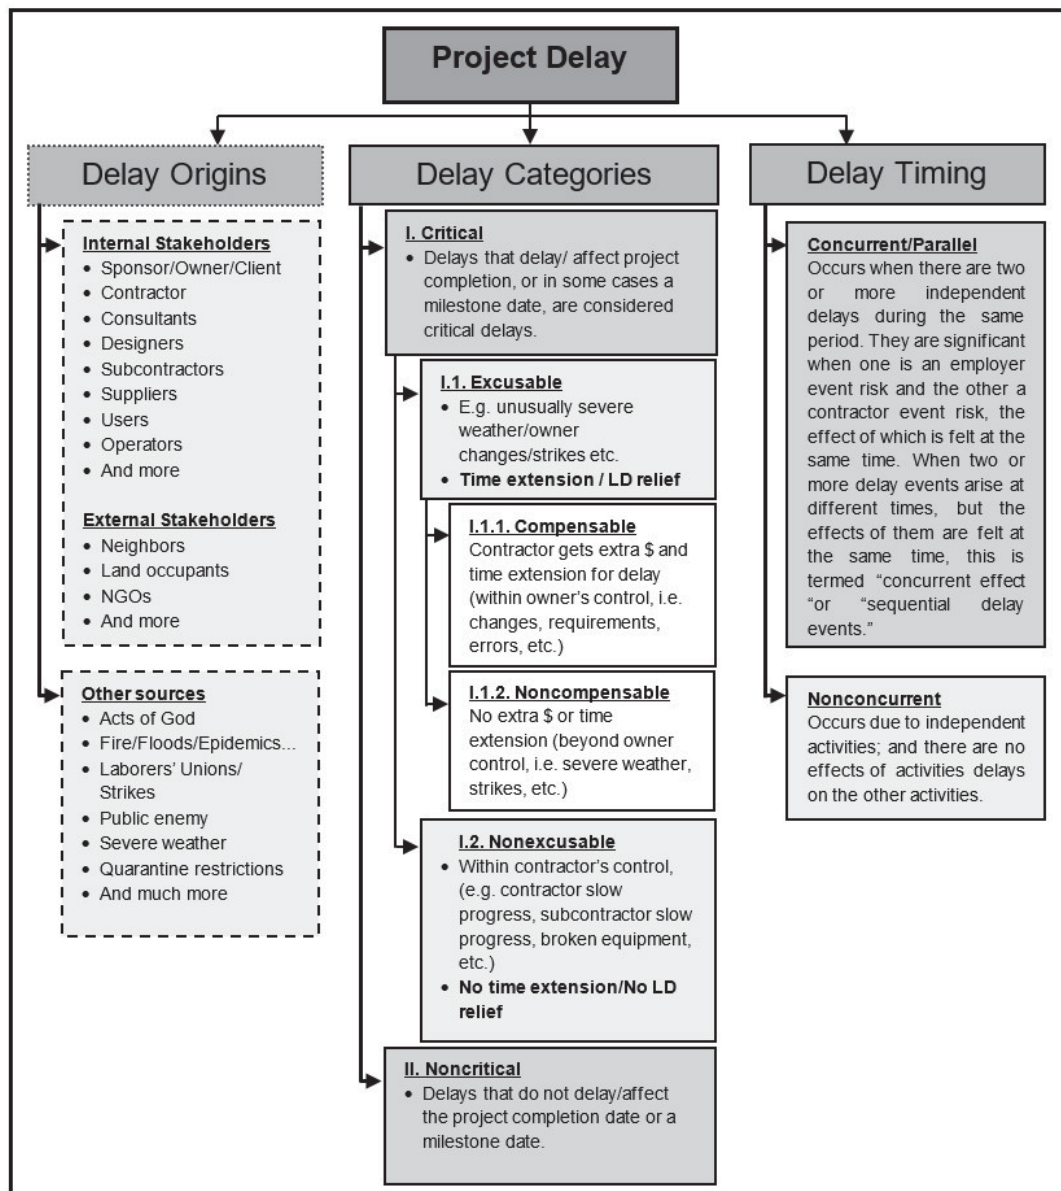 Project Delay
Delay Origins
Internal Stakeholders
• Sponsor/Owner/Client
• Contractor
• Consultants
• Designers
• Subcontractors
• Suppliers
• Users
• Operators
• And more
External Stakeholders
• Neighbors
• Land occupants
• NGOs
• And more
Other sources
• Acts of God
• Fire/Floods/Epidemics...
• Laborers' Unions/
Strikes
• Public enemy
• Severe weather
• Quarantine restrictions
• And much more
Delay Categories
I. Critical
• Delays that delay/ affect project
completion, or in some cases a
milestone date, are considered
critical delays.
I.1. Excusable
• E.g. unusually severe
weather/owner
changes/strikes etc.
• Time extension / LD relief
I.1.1. Compensable
Contractor gets extra $ and
time extension for delay
(within owner's control, i.e.
changes, requirements,
errors, etc.)
I.1.2. Noncompensable
No extra $ or time
extension (beyond owner
control, i.e. severe weather,
strikes, etc.)
I.2. Nonexcusable
• Within contractor's control,
(e.g. contractor slow
progress, subcontractor slow
progress, broken equipment,
etc.)
• No time extension/No LD
relief
II. Noncritical
• Delays that do not delay/affect
the project completion date or a
milestone date.
Delay Timing
Concurrent/Parallel
Occurs when there are two
or more independent
delays during the same
period. They are significant
when one is an employer
event risk and the other a
contractor event risk, the
effect of which is felt at the
same time. When two or
more delay events arise at
different times, but the
effects of them are felt at
the same time, this is
termed “concurrent effect
“or “sequential delay
events.”
Nonconcurrent
Occurs due to independent
activities; and there are no
effects of activities delays
on the other activities.